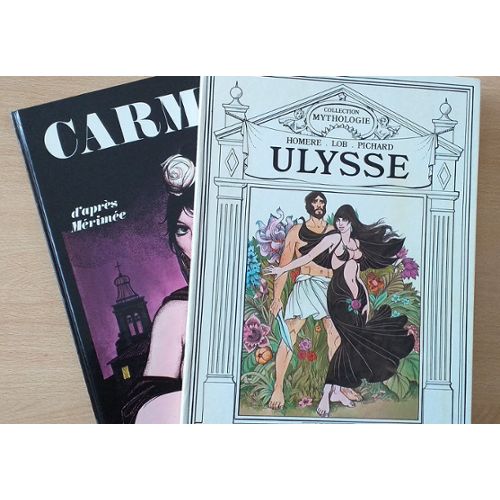 CARM
d'après
Mérimée
COLLECTION
MYTHOLOGIE
HOMERE . LOB . PICHARD
ULYSSE